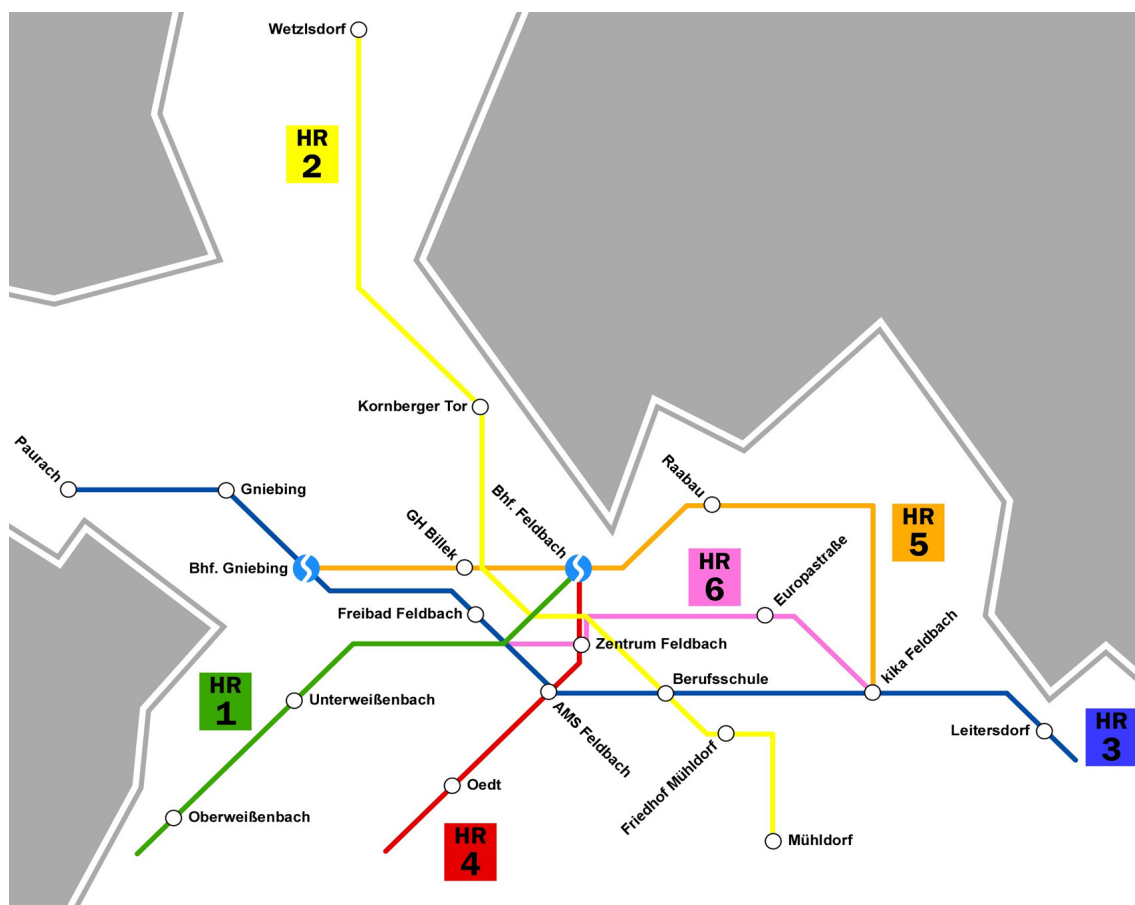 Wetzlsdorf
HR
2
Kornberger Tor
Paurach
Gniebing
GH Billek
Bhf. Feldbach
Raabau
HR
5
Bhf. Gniebing
HR
6
Europastraße
Freibad Feldbach
Zentrum Feldbach
kika Feldbach
HR
1
Unterweißenbach
Berufsschule
AMS Feldbach
Leitersdorf
HR
3
Oedt
Friedhof Mühldorf
Oberweißenbach
HR
4
Mühldorf